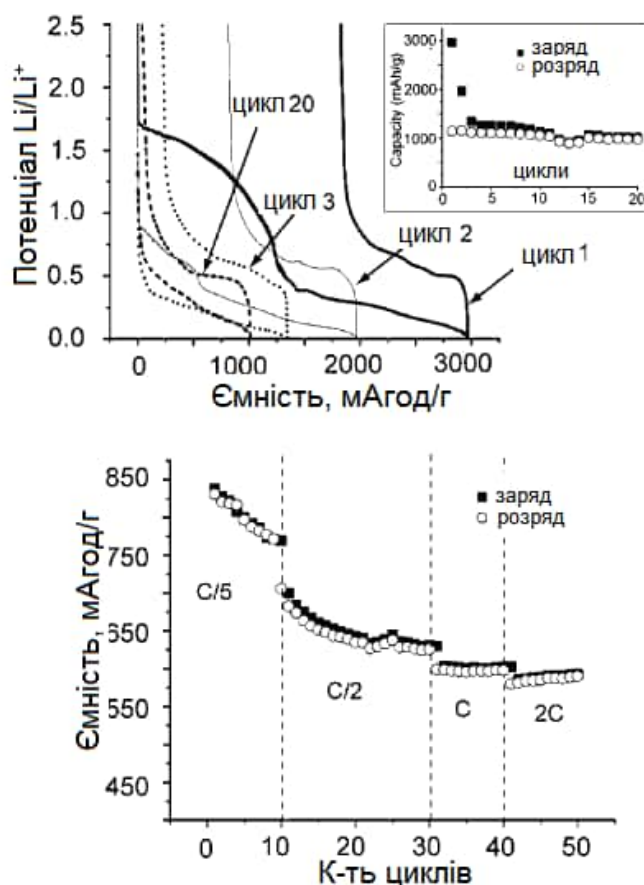 2.5
2.0
1.5
1.0
0.5
0.0
Потенціал Li/Li⁺
0
1000
2000
3000
Ємність, мАгод/г
цикл 20
цикл 3
цикл 2
цикл 1
Capacity (mAh/g)
3000
2000
1000
0
заряд
розряд
цикли
0
5
10
15
20
850
750
650
550
450
Ємність, мАгод/г
заряд
розряд
C/5
C/2
C
2C
0
10
20
30
40
50
К-ть циклів